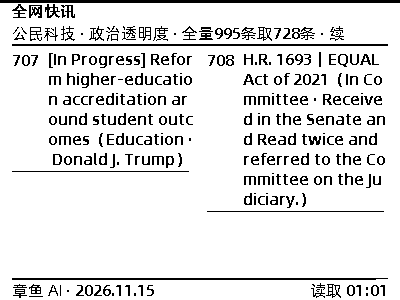 全网快讯
公民科技 · 政治透明度 · 全量995条取728条 · 续
707 [In Progress] Refor
m higher-educatio
n accreditation ar
ound student outc
omes（Education ·
Donald J. Trump）
708 H.R. 1693 | EQUAL
Act of 2021（In Co
mmittee · Receive
d in the Senate an
d Read twice and
referred to the Co
mmittee on the Ju
diciary.）
章鱼 AI · 2026.11.15
读取 01:01